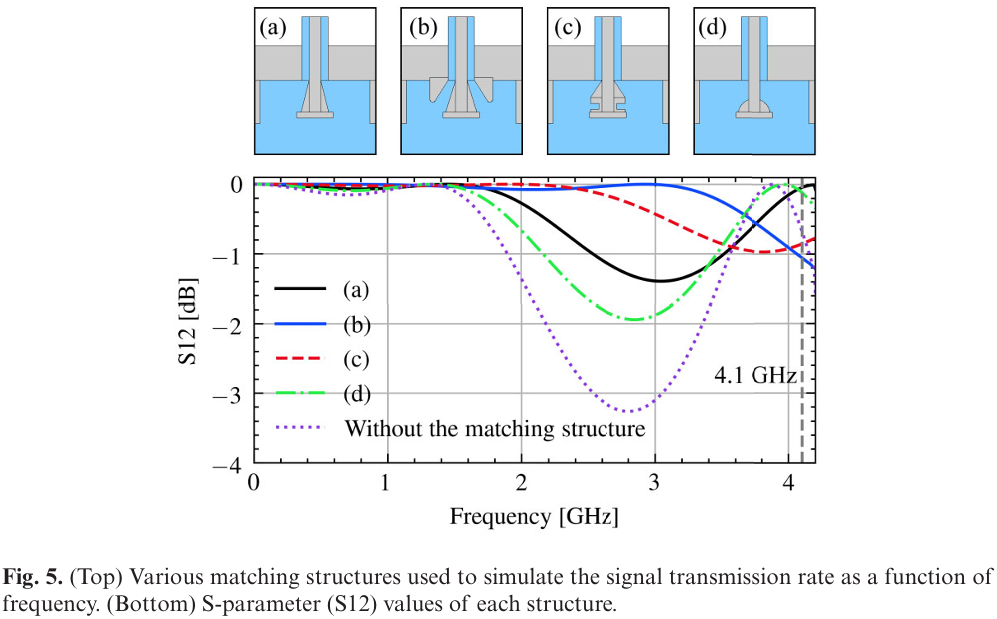 (a) (b) (c) (d)
0
−1
−2
−3
−4
S12 [dB]
(a)
(b)
(c)
(d)
Without the matching structure
4.1 GHz
0 1 2 3 4
Frequency [GHz]
Fig. 5. (Top) Various matching structures used to simulate the signal transmission rate as a function of
frequency. (Bottom) S-parameter (S12) values of each structure.